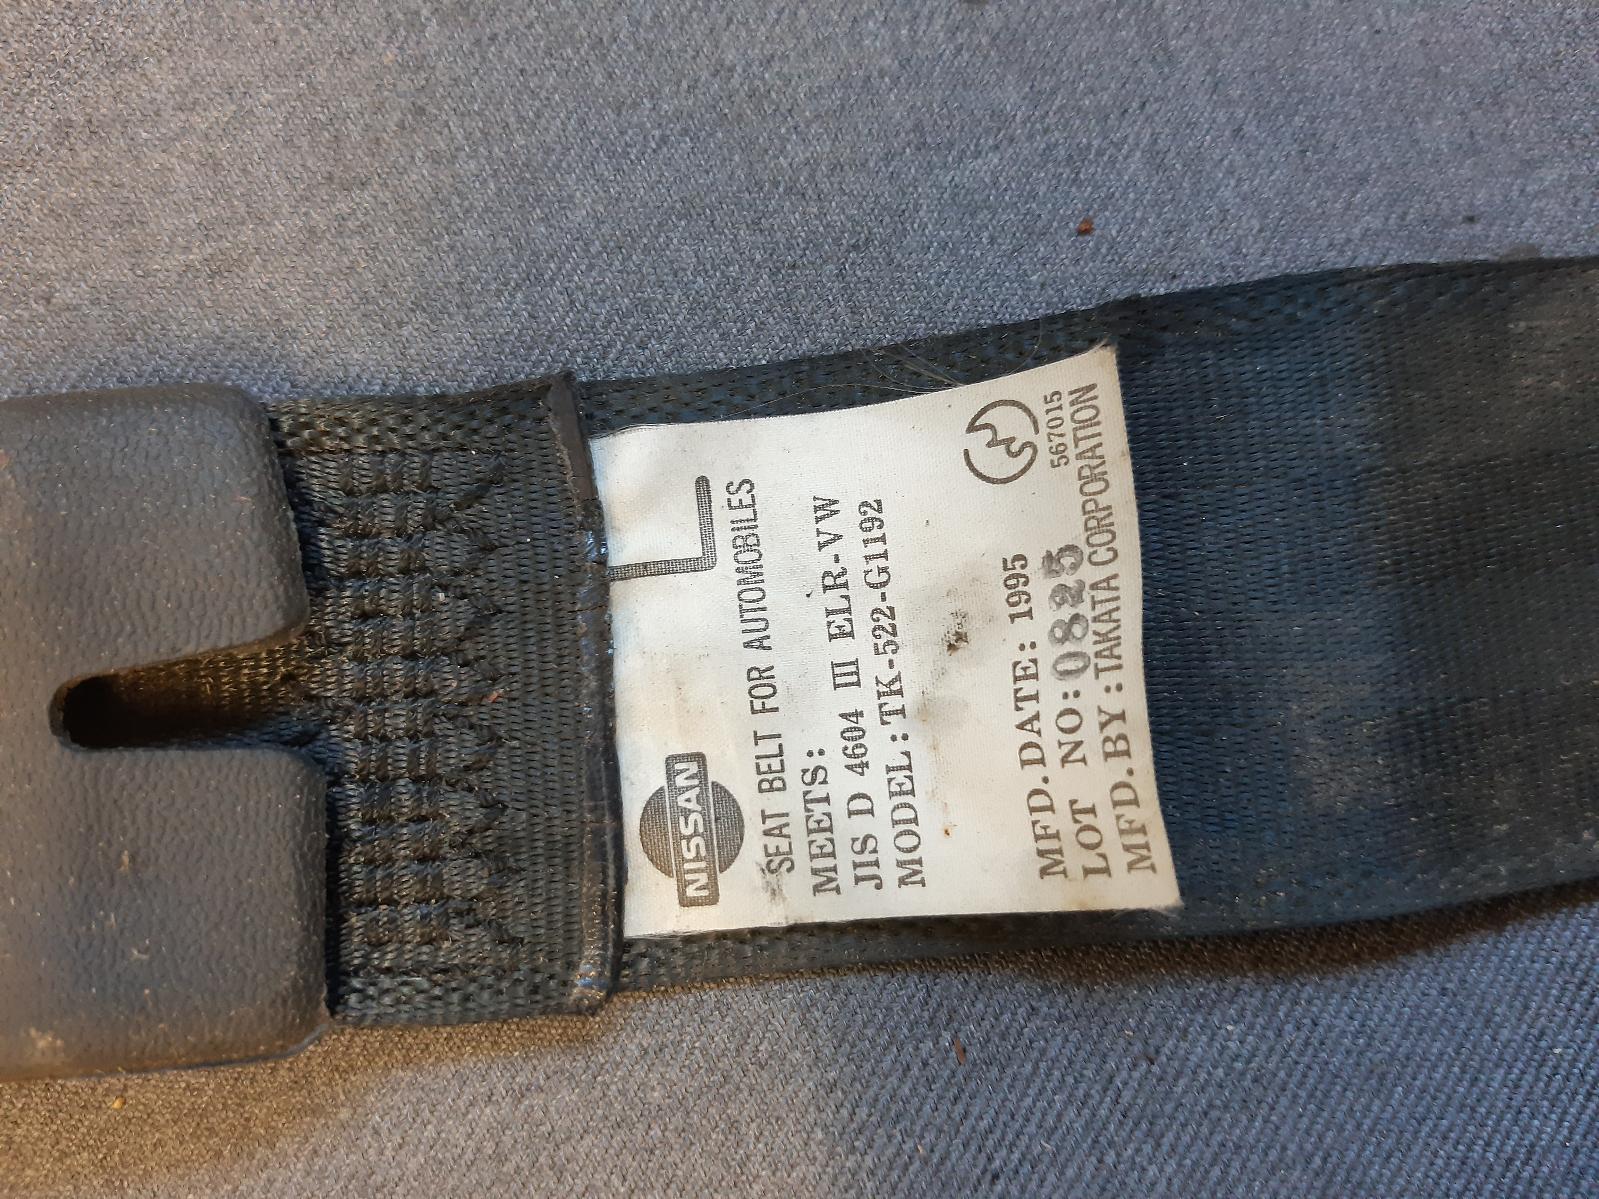 NISSAN
L
SEAT BELT FOR AUTOMOBILES
MEETS:
JIS D 4604 III ELR-VW
MODEL:TK-522-G1192
MFD.DATE: 1995
LOT NO:0825
567015
MFD.BY:TAKATA CORPORATION